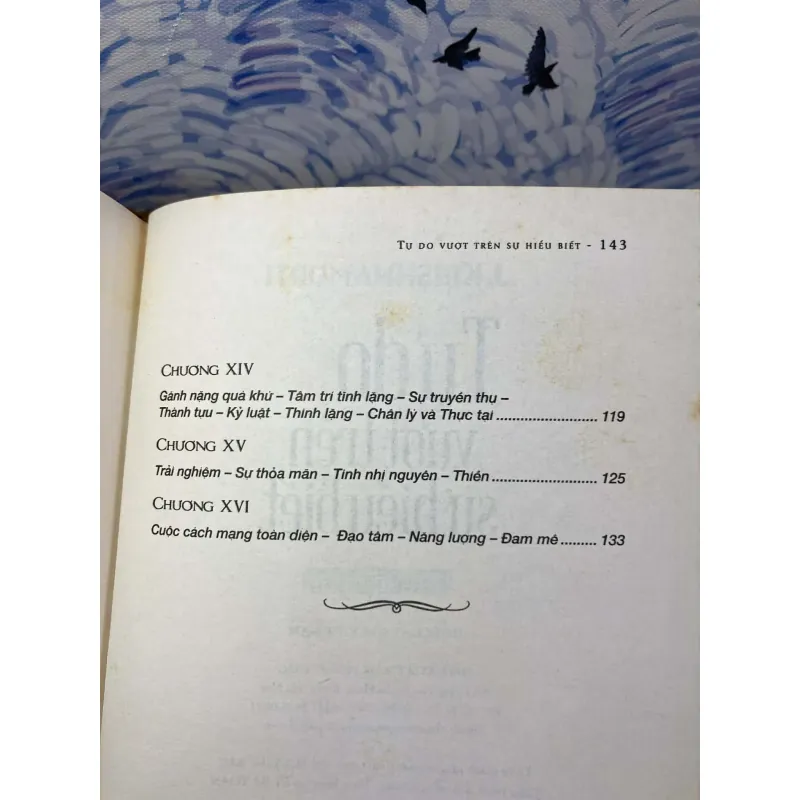 Tự do vượt trên sự hiểu biết - 143
Chương XIV
Gánh nặng quá khứ – Tâm trí tĩnh lặng – Sự truyền thụ –
Thành tựu – Kỷ luật – Thinh lặng – Chân lý và Thực tại .......................... 119
Chương XV
Trải nghiệm – Sự thỏa mãn – Tính nhị nguyên – Thiền ........................... 125
Chương XVI
Cuộc cách mạng toàn diện – Đạo tâm – Năng lượng – Đam mê ......... 133